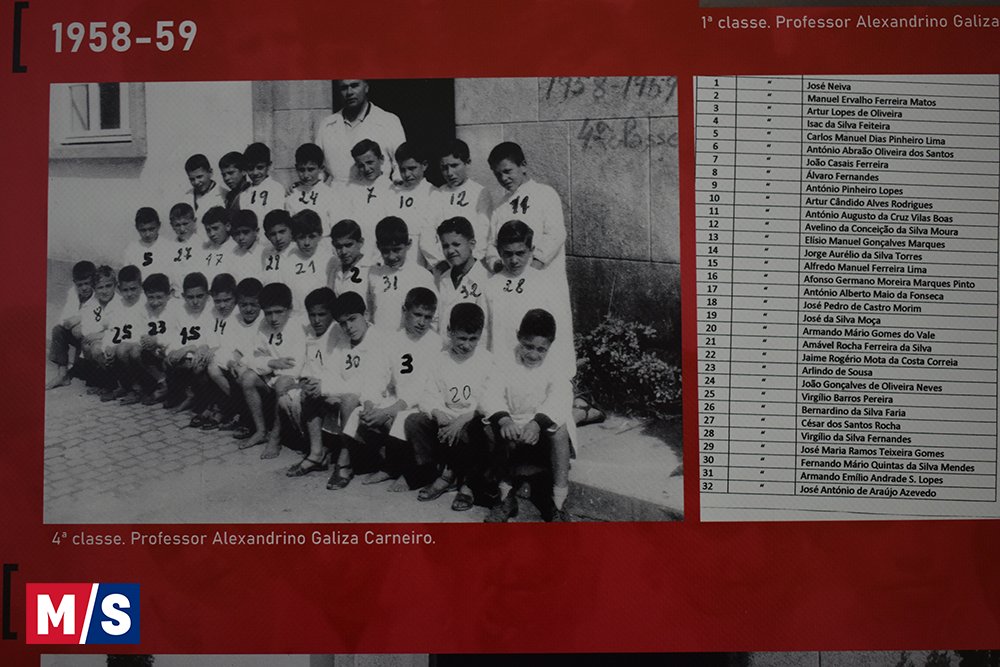 1958-59
1ª classe. Professor Alexandrino Galiza
1958-1959
19
24
7
10
12
11
5
27
17
29
21
2
31
32
28
8
25
23
15
14
13
1
30
3
20
1 " José Neiva
2 " Manuel Ervalho Ferreira Matos
3 " Artur Lopes de Oliveira
4 " Isac da Silva Feiteira
5 " Carlos Manuel Dias Pinheiro Lima
6 " António Abraão Oliveira dos Santos
7 " João Casais Ferreira
8 " Álvaro Fernandes
9 " António Pinheiro Lopes
10 " Artur Cândido Alves Rodrigues
11 " António Augusto da Cruz Vilas Boas
12 " Avelino da Conceição da Silva Moura
13 " Elísio Manuel Gonçalves Marques
14 " Jorge Aurélio da Silva Torres
15 " Alfredo Manuel Ferreira Lima
16 " Afonso Germano Moreira Marques Pinto
17 " António Alberto Maio da Fonseca
18 " José Pedro de Castro Morim
19 " José da Silva Moça
20 " Armando Mário Gomes do Vale
21 " Amável Rocha Ferreira da Silva
22 " Jaime Rogério Mota da Costa Correia
23 " Arlindo de Sousa
24 " João Gonçalves de Oliveira Neves
25 " Virgílio Barros Pereira
26 " Bernardino da Silva Faria
27 " César dos Santos Rocha
28 " Virgílio da Silva Fernandes
29 " José Maria Ramos Teixeira Gomes
30 " Fernando Mário Quintas da Silva Mendes
31 " Armando Emílio Andrade S. Lopes
32 " José António de Araújo Azevedo
4ª classe. Professor Alexandrino Galiza Carneiro.
M/S